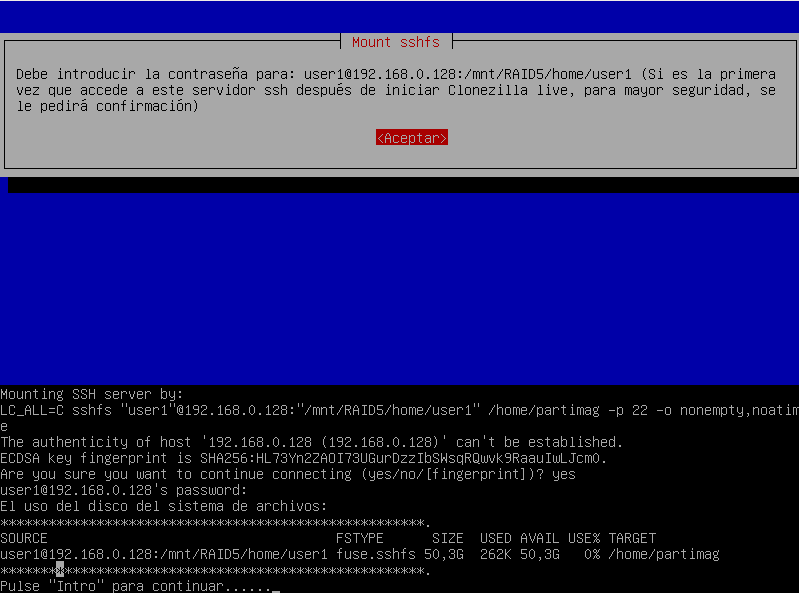 Mount sshfs
Debe introducir la contraseña para: user1@192.168.0.128:/mnt/RAID5/home/user1 (Si es la primera
vez que accede a este servidor ssh después de iniciar Clonezilla live, para mayor seguridad, se
le pedirá confirmación)
<Aceptar>
Mounting SSH server by:
LC_ALL=C sshfs "user1"@192.168.0.128:"/mnt/RAID5/home/user1" /home/partimag -p 22 -o nonempty,noatim
e
The authenticity of host '192.168.0.128 (192.168.0.128)' can't be established.
ECDSA key fingerprint is SHA256:HL73Yn2ZAOI73UGurDzzIbSWsqRQwvk9RaauIwLJcm0.
Are you sure you want to continue connecting (yes/no/[fingerprint])? yes
user1@192.168.0.128's password:
El uso del disco del sistema de archivos:
*****************************************************.
SOURCE FSTYPE SIZE USED AVAIL USE% TARGET
user1@192.168.0.128:/mnt/RAID5/home/user1 fuse.sshfs 50,3G 262K 50,3G 0% /home/partimag
*****************************************************.
Pulse "Intro" para continuar......_